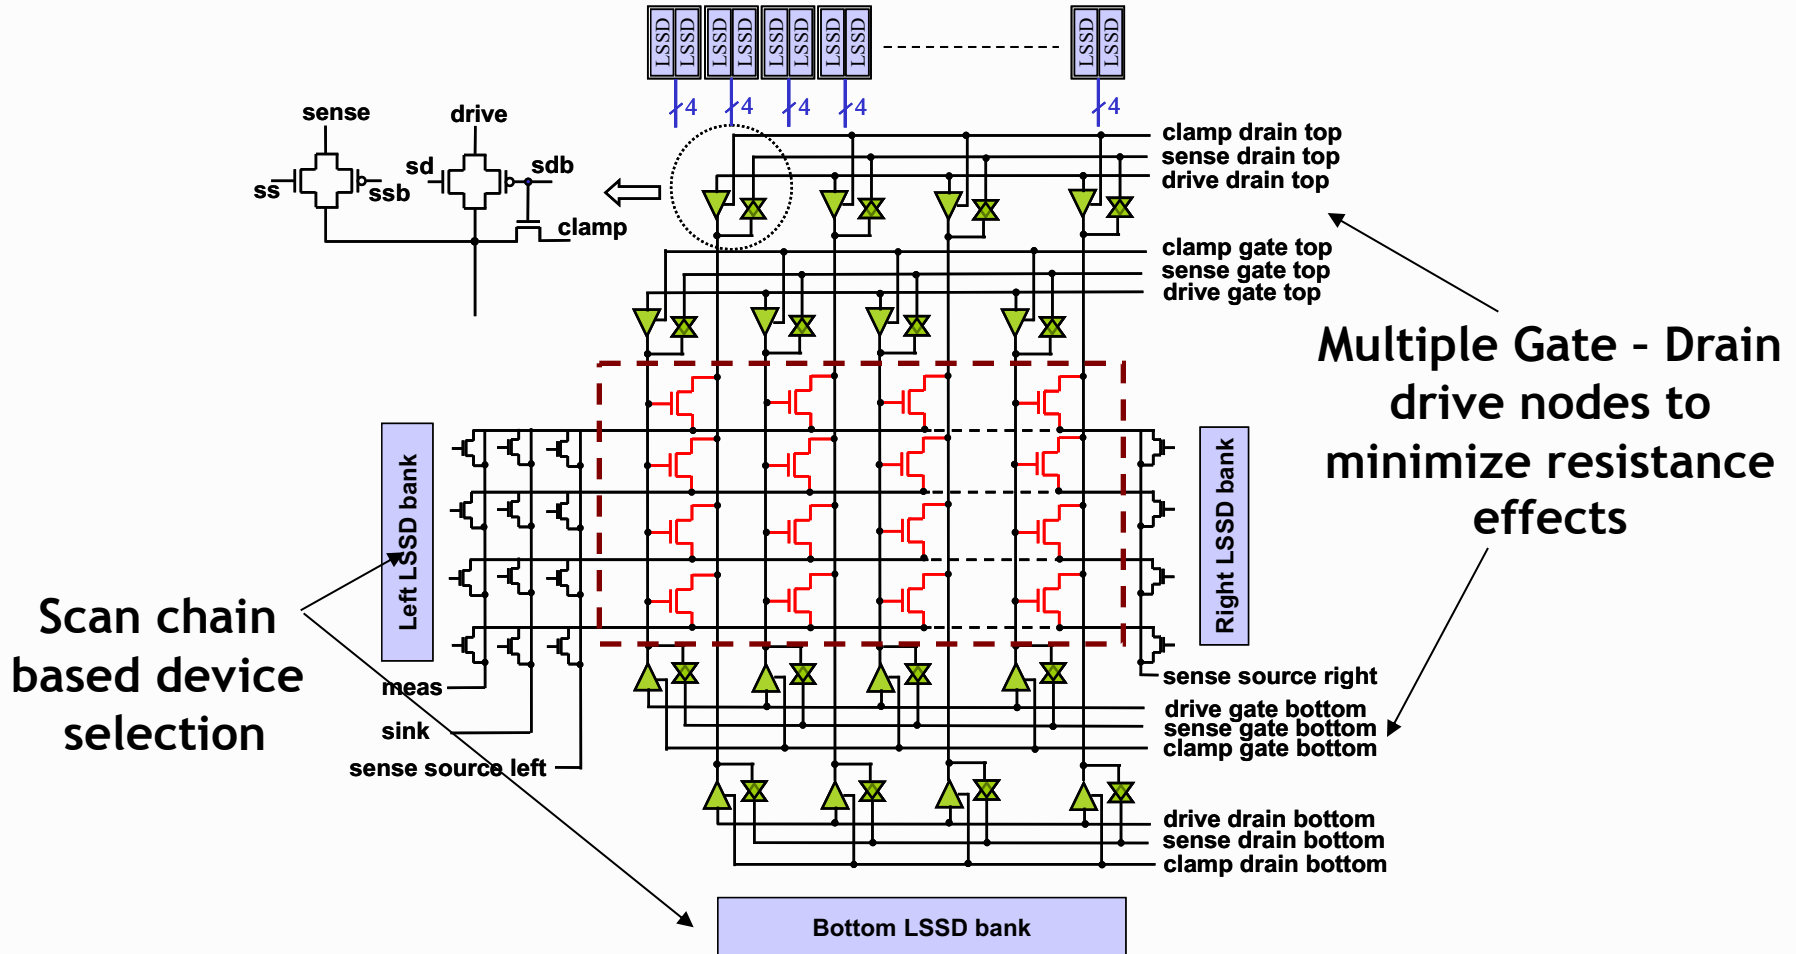 LSSD LSSD LSSD LSSD LSSD LSSD LSSD LSSD LSSD LSSD
4 4 4 4 4
sense drive
sd sdb
ss ssb
clamp
clamp drain top
sense drain top
drive drain top
clamp gate top
sense gate top
drive gate top
Multiple Gate – Drain
drive nodes to
minimize resistance
effects
Left LSSD bank
Right LSSD bank
Scan chain
based device
selection
meas
sink
sense source left
sense source right
drive gate bottom
sense gate bottom
clamp gate bottom
drive drain bottom
sense drain bottom
clamp drain bottom
Bottom LSSD bank